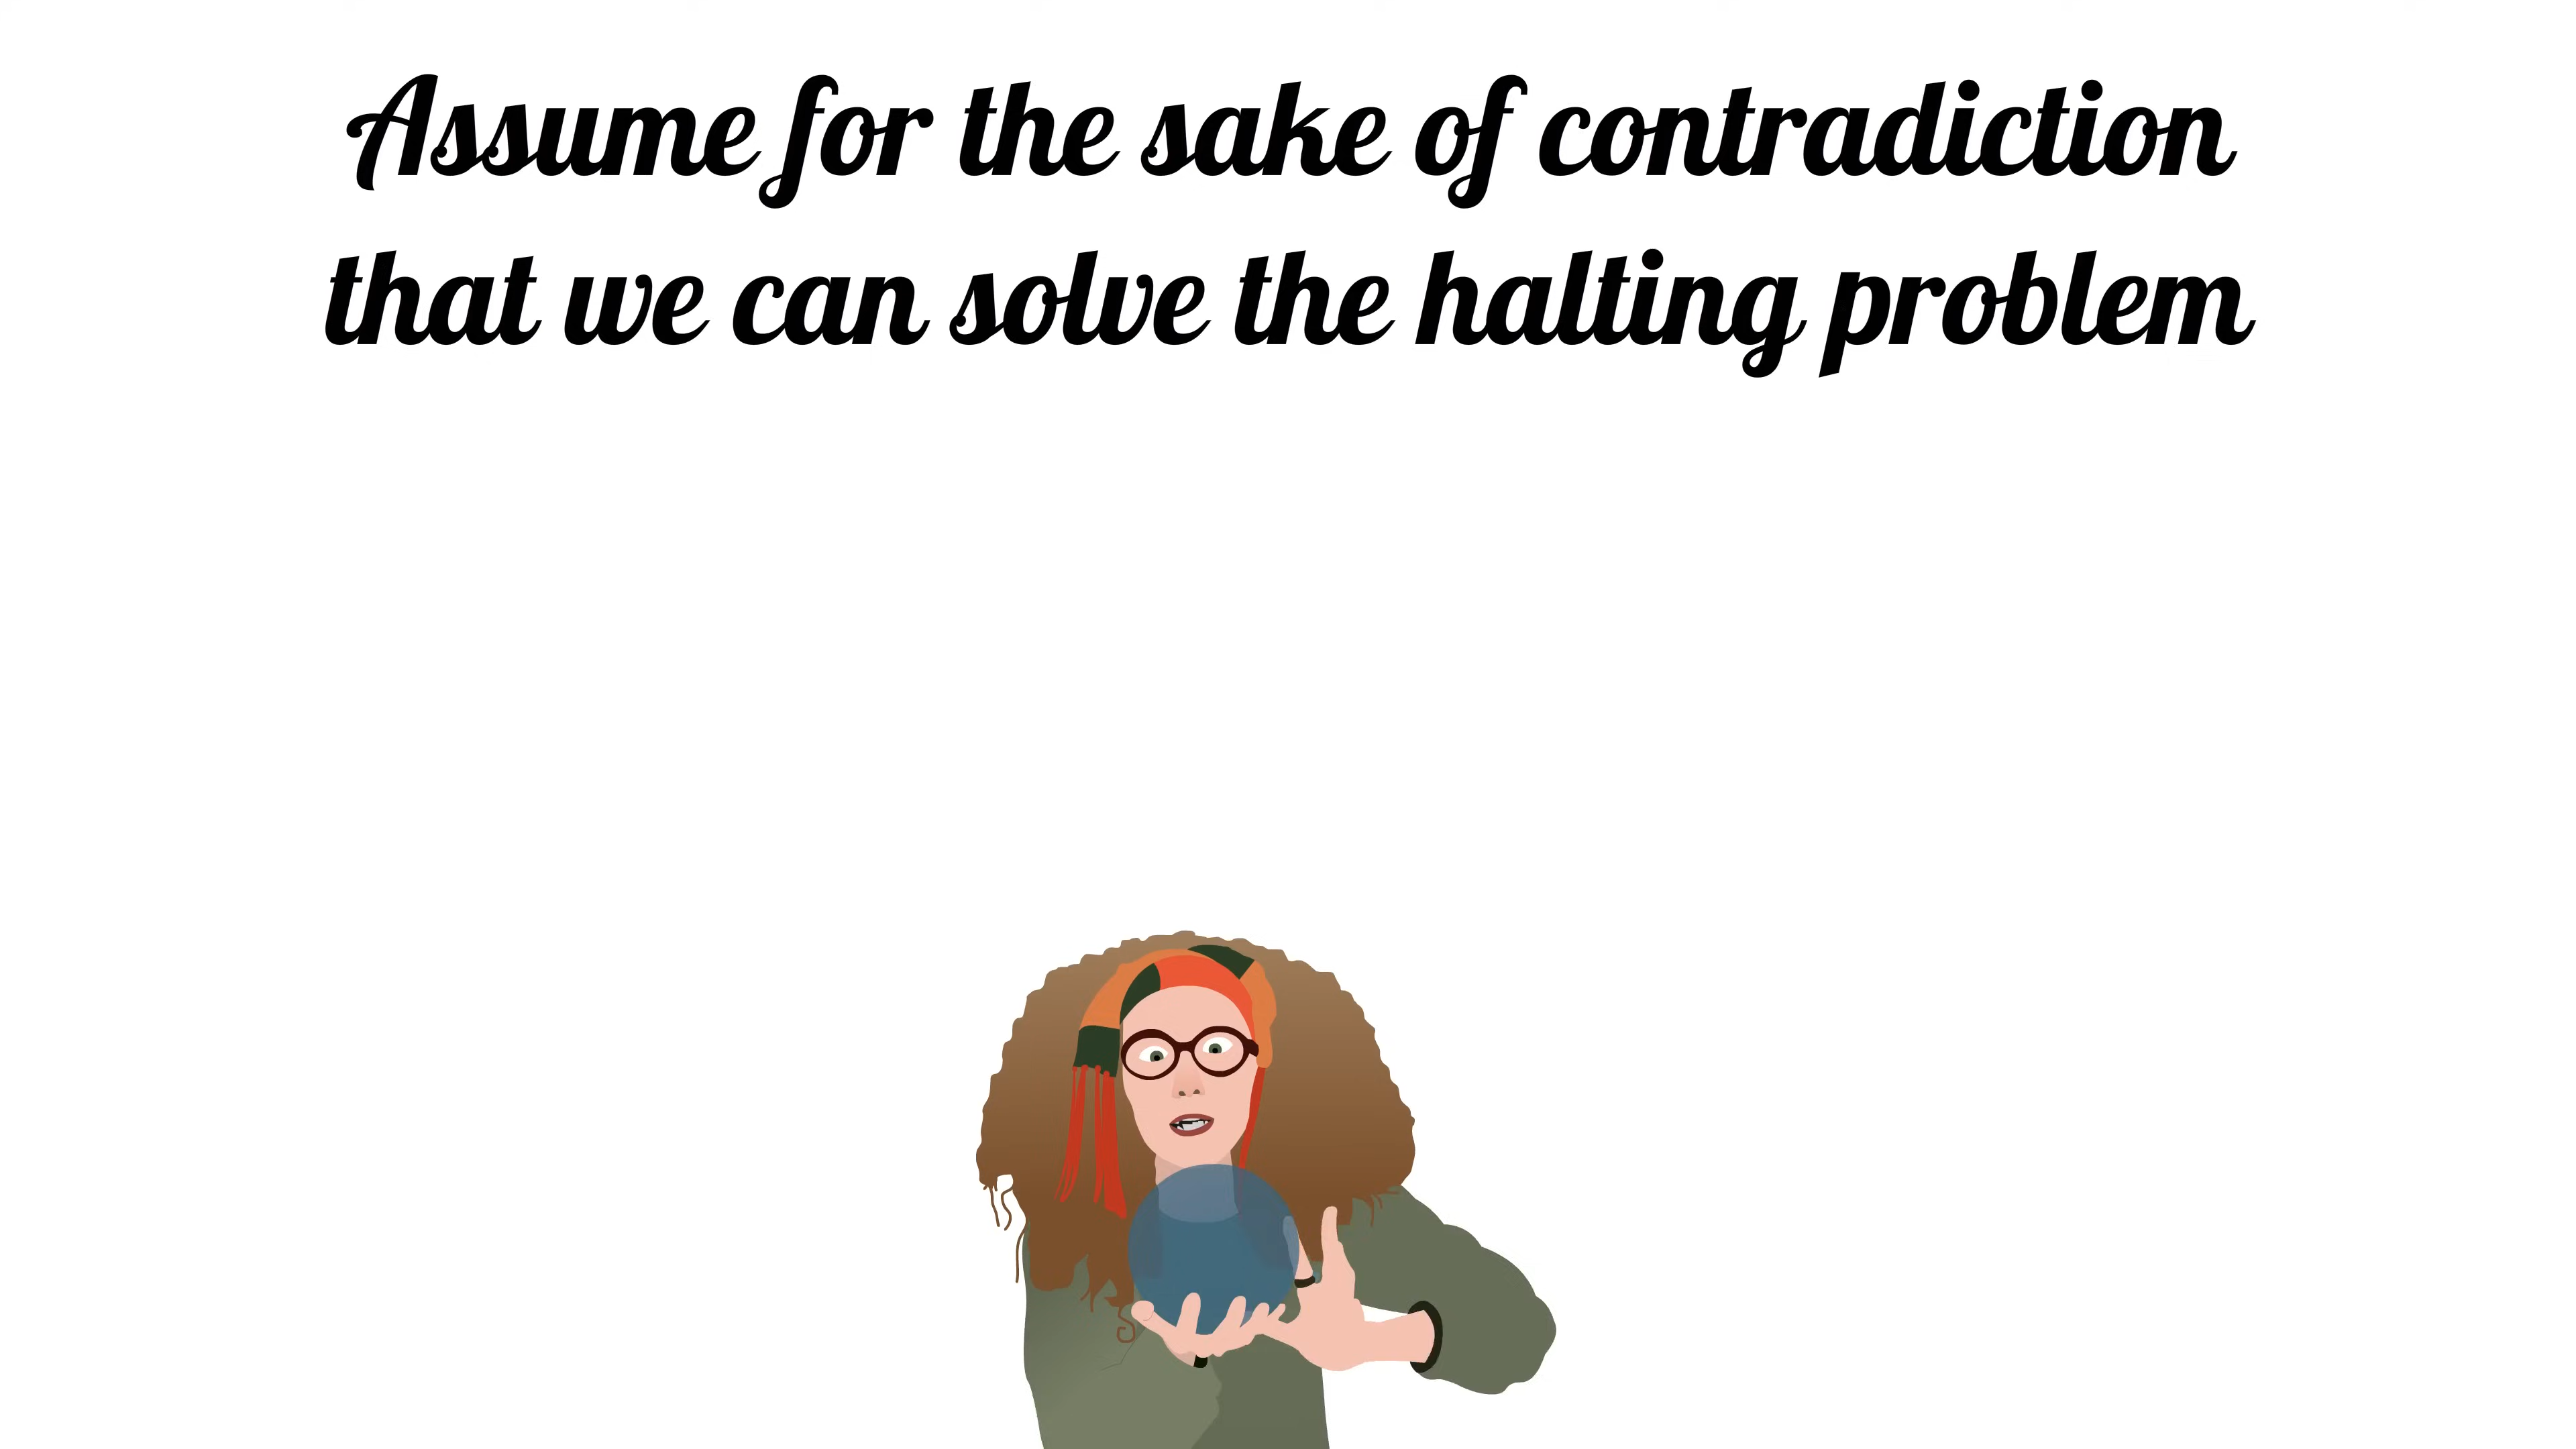 Assume for the sake of contradiction
that we can solve the halting problem